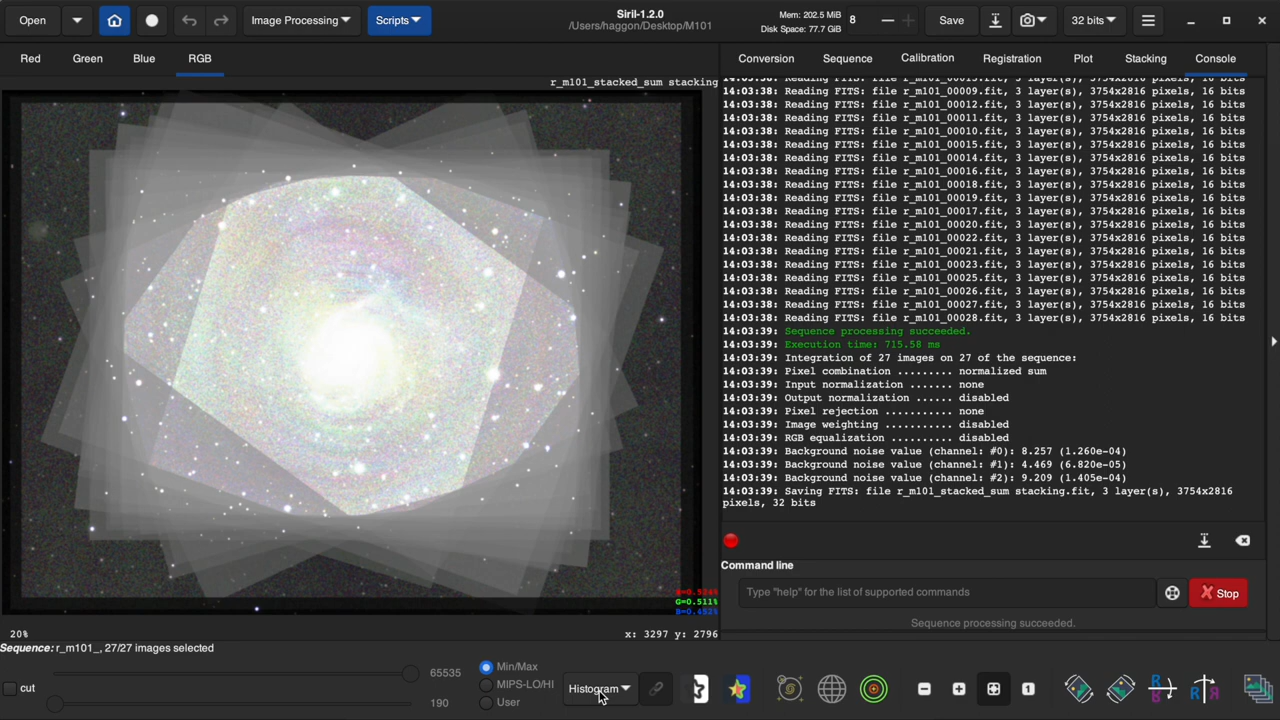 Open
Image Processing
Scripts
Siril-1.2.0
/Users/haggon/Desktop/M101
Mem: 202.5 MiB
Disk Space: 77.7 GiB
8
Save
32 bits
Red
Green
Blue
RGB
Conversion
Sequence
Calibration
Registration
Plot
Stacking
Console
r_m101_stacked_sum stacking
14:03:38: Reading FITS: file r_m101_00013.fit, 3 layer(s), 3754x2816 pixels, 16 bits
14:03:38: Reading FITS: file r_m101_00009.fit, 3 layer(s), 3754x2816 pixels, 16 bits
14:03:38: Reading FITS: file r_m101_00012.fit, 3 layer(s), 3754x2816 pixels, 16 bits
14:03:38: Reading FITS: file r_m101_00011.fit, 3 layer(s), 3754x2816 pixels, 16 bits
14:03:38: Reading FITS: file r_m101_00010.fit, 3 layer(s), 3754x2816 pixels, 16 bits
14:03:38: Reading FITS: file r_m101_00015.fit, 3 layer(s), 3754x2816 pixels, 16 bits
14:03:38: Reading FITS: file r_m101_00014.fit, 3 layer(s), 3754x2816 pixels, 16 bits
14:03:38: Reading FITS: file r_m101_00016.fit, 3 layer(s), 3754x2816 pixels, 16 bits
14:03:38: Reading FITS: file r_m101_00018.fit, 3 layer(s), 3754x2816 pixels, 16 bits
14:03:38: Reading FITS: file r_m101_00019.fit, 3 layer(s), 3754x2816 pixels, 16 bits
14:03:38: Reading FITS: file r_m101_00017.fit, 3 layer(s), 3754x2816 pixels, 16 bits
14:03:38: Reading FITS: file r_m101_00020.fit, 3 layer(s), 3754x2816 pixels, 16 bits
14:03:38: Reading FITS: file r_m101_00022.fit, 3 layer(s), 3754x2816 pixels, 16 bits
14:03:38: Reading FITS: file r_m101_00021.fit, 3 layer(s), 3754x2816 pixels, 16 bits
14:03:38: Reading FITS: file r_m101_00023.fit, 3 layer(s), 3754x2816 pixels, 16 bits
14:03:38: Reading FITS: file r_m101_00025.fit, 3 layer(s), 3754x2816 pixels, 16 bits
14:03:38: Reading FITS: file r_m101_00026.fit, 3 layer(s), 3754x2816 pixels, 16 bits
14:03:38: Reading FITS: file r_m101_00027.fit, 3 layer(s), 3754x2816 pixels, 16 bits
14:03:38: Reading FITS: file r_m101_00028.fit, 3 layer(s), 3754x2816 pixels, 16 bits
14:03:39: Sequence processing succeeded.
14:03:39: Execution time: 715.58 ms
14:03:39: Integration of 27 images on 27 of the sequence:
14:03:39: Pixel combination ......... normalized sum
14:03:39: Input normalization ....... none
14:03:39: Output normalization ...... disabled
14:03:39: Pixel rejection ........... none
14:03:39: Image weighting ........... disabled
14:03:39: RGB equalization .......... disabled
14:03:39: Background noise value (channel: #0): 8.257 (1.260e-04)
14:03:39: Background noise value (channel: #1): 4.469 (6.820e-05)
14:03:39: Background noise value (channel: #2): 9.209 (1.405e-04)
14:03:39: Saving FITS: file r_m101_stacked_sum stacking.fit, 3 layer(s), 3754x2816
pixels, 32 bits
Command line
Type "help" for the list of supported commands
Stop
Sequence processing succeeded.
R=0.524%
G=0.511%
B=0.452%
20%
x: 3297 y: 2796
Sequence: r_m101_, 27/27 images selected
65535
190
cut
Min/Max
MIPS-LO/HI
User
Histogram
1